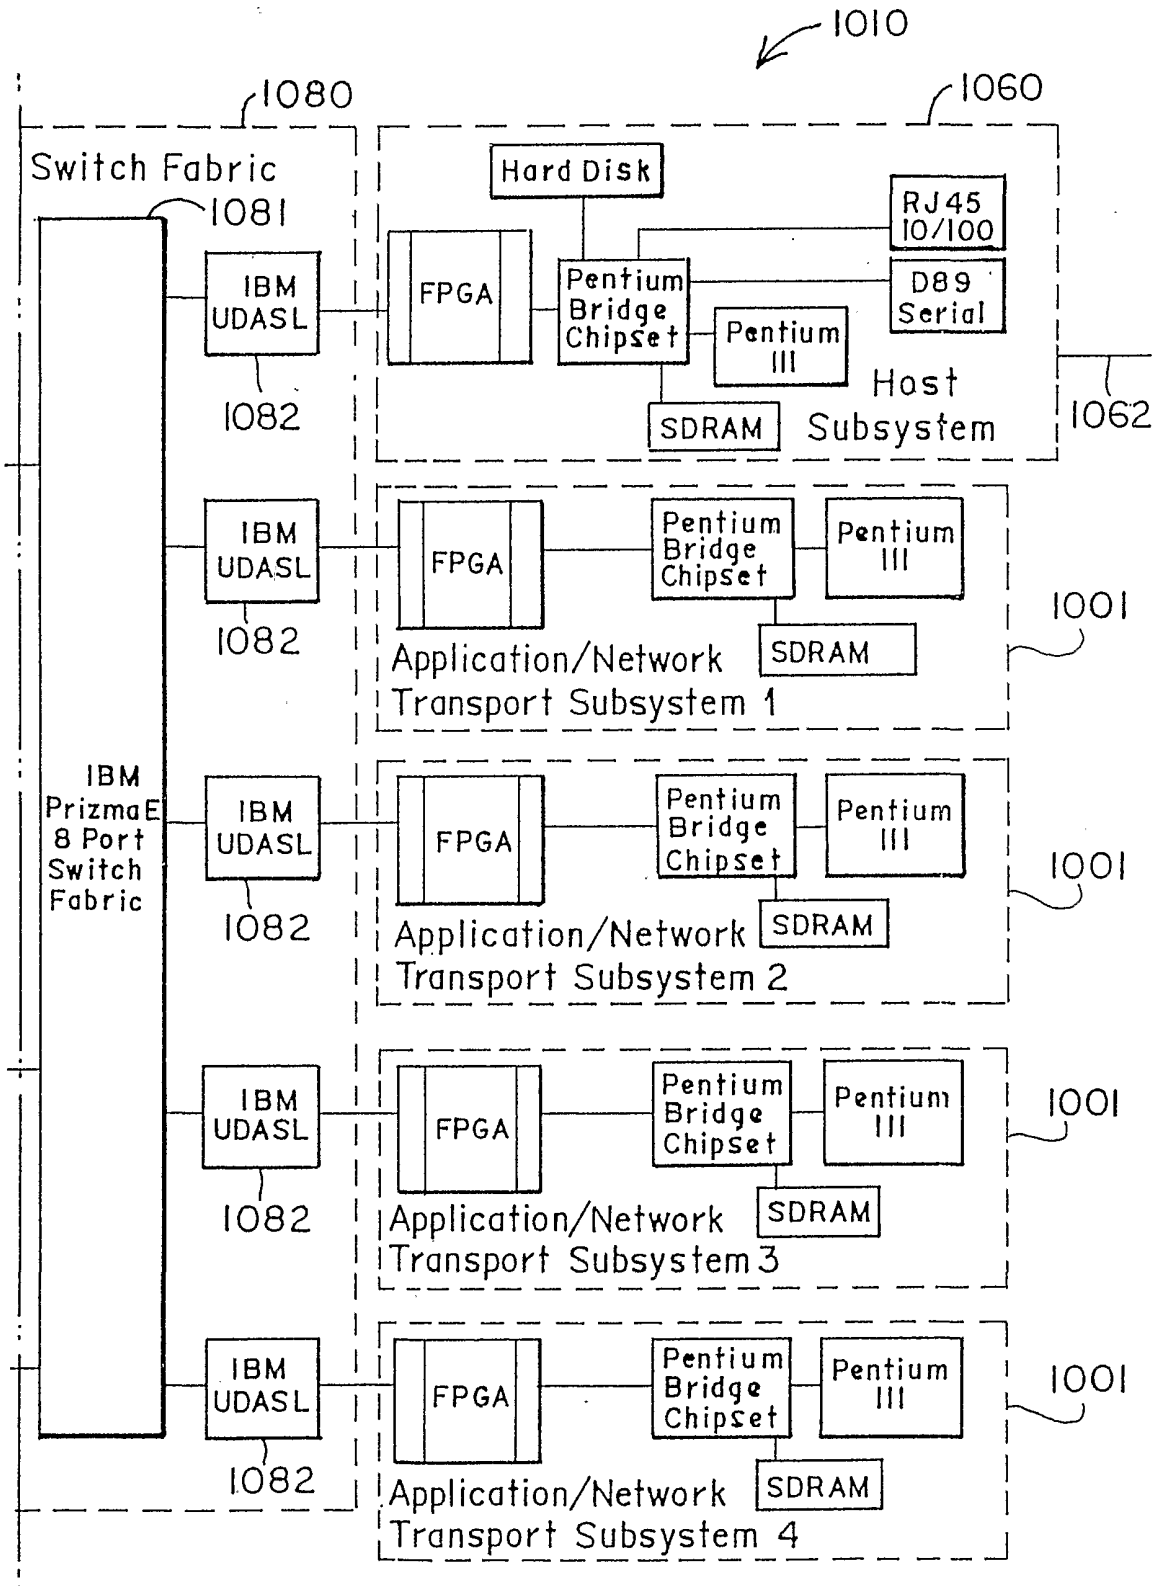 1010
1080
1060
Switch Fabric
1081
Hard Disk
RJ45
10/100
IBM
UDASL
FPGA
Pentium
Bridge
Chipset
D89
Serial
Pentium
III
1082
Host
Subsystem
SDRAM
1062
IBM
UDASL
FPGA
Pentium
Bridge
Chipset
Pentium
III
1082
1001
SDRAM
Application/Network
Transport Subsystem 1
IBM
PrizmaE
8 Port
Switch
Fabric
IBM
UDASL
FPGA
Pentium
Bridge
Chipset
Pentium
III
1001
1082
SDRAM
Application/Network
Transport Subsystem 2
IBM
UDASL
FPGA
Pentium
Bridge
Chipset
Pentium
III
1001
1082
SDRAM
Application/Network
Transport Subsystem 3
IBM
UDASL
FPGA
Pentium
Bridge
Chipset
Pentium
III
1001
1082
SDRAM
Application/Network
Transport Subsystem 4